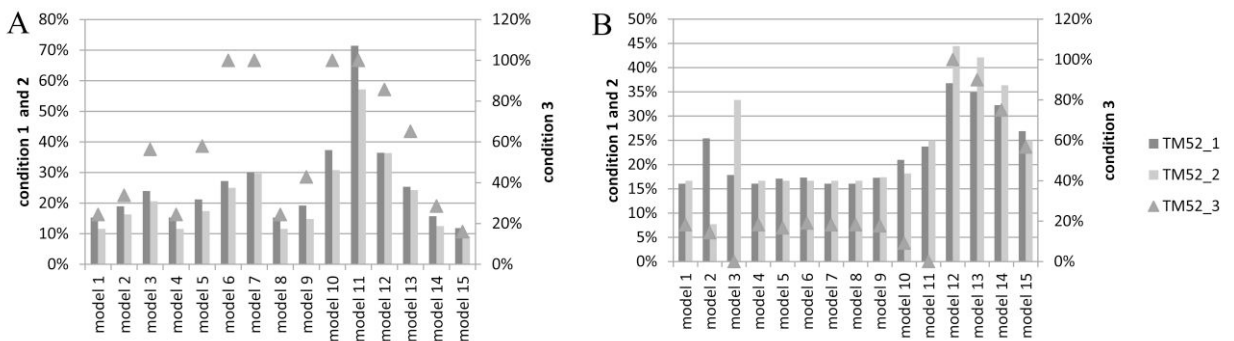 A
condition 1 and 2
80%
70%
60%
50%
40%
30%
20%
10%
0%
120%
100%
80%
60%
40%
20%
0%
condition 3
model 1
model 2
model 3
model 4
model 5
model 6
model 7
model 8
model 9
model 10
model 11
model 12
model 13
model 14
model 15
B
condition 1 and 2
50%
45%
40%
35%
30%
25%
20%
15%
10%
5%
0%
120%
100%
80%
60%
40%
20%
0%
condition 3
model 1
model 2
model 3
model 4
model 5
model 6
model 7
model 8
model 9
model 10
model 11
model 12
model 13
model 14
model 15
TM52_1
TM52_2
TM52_3